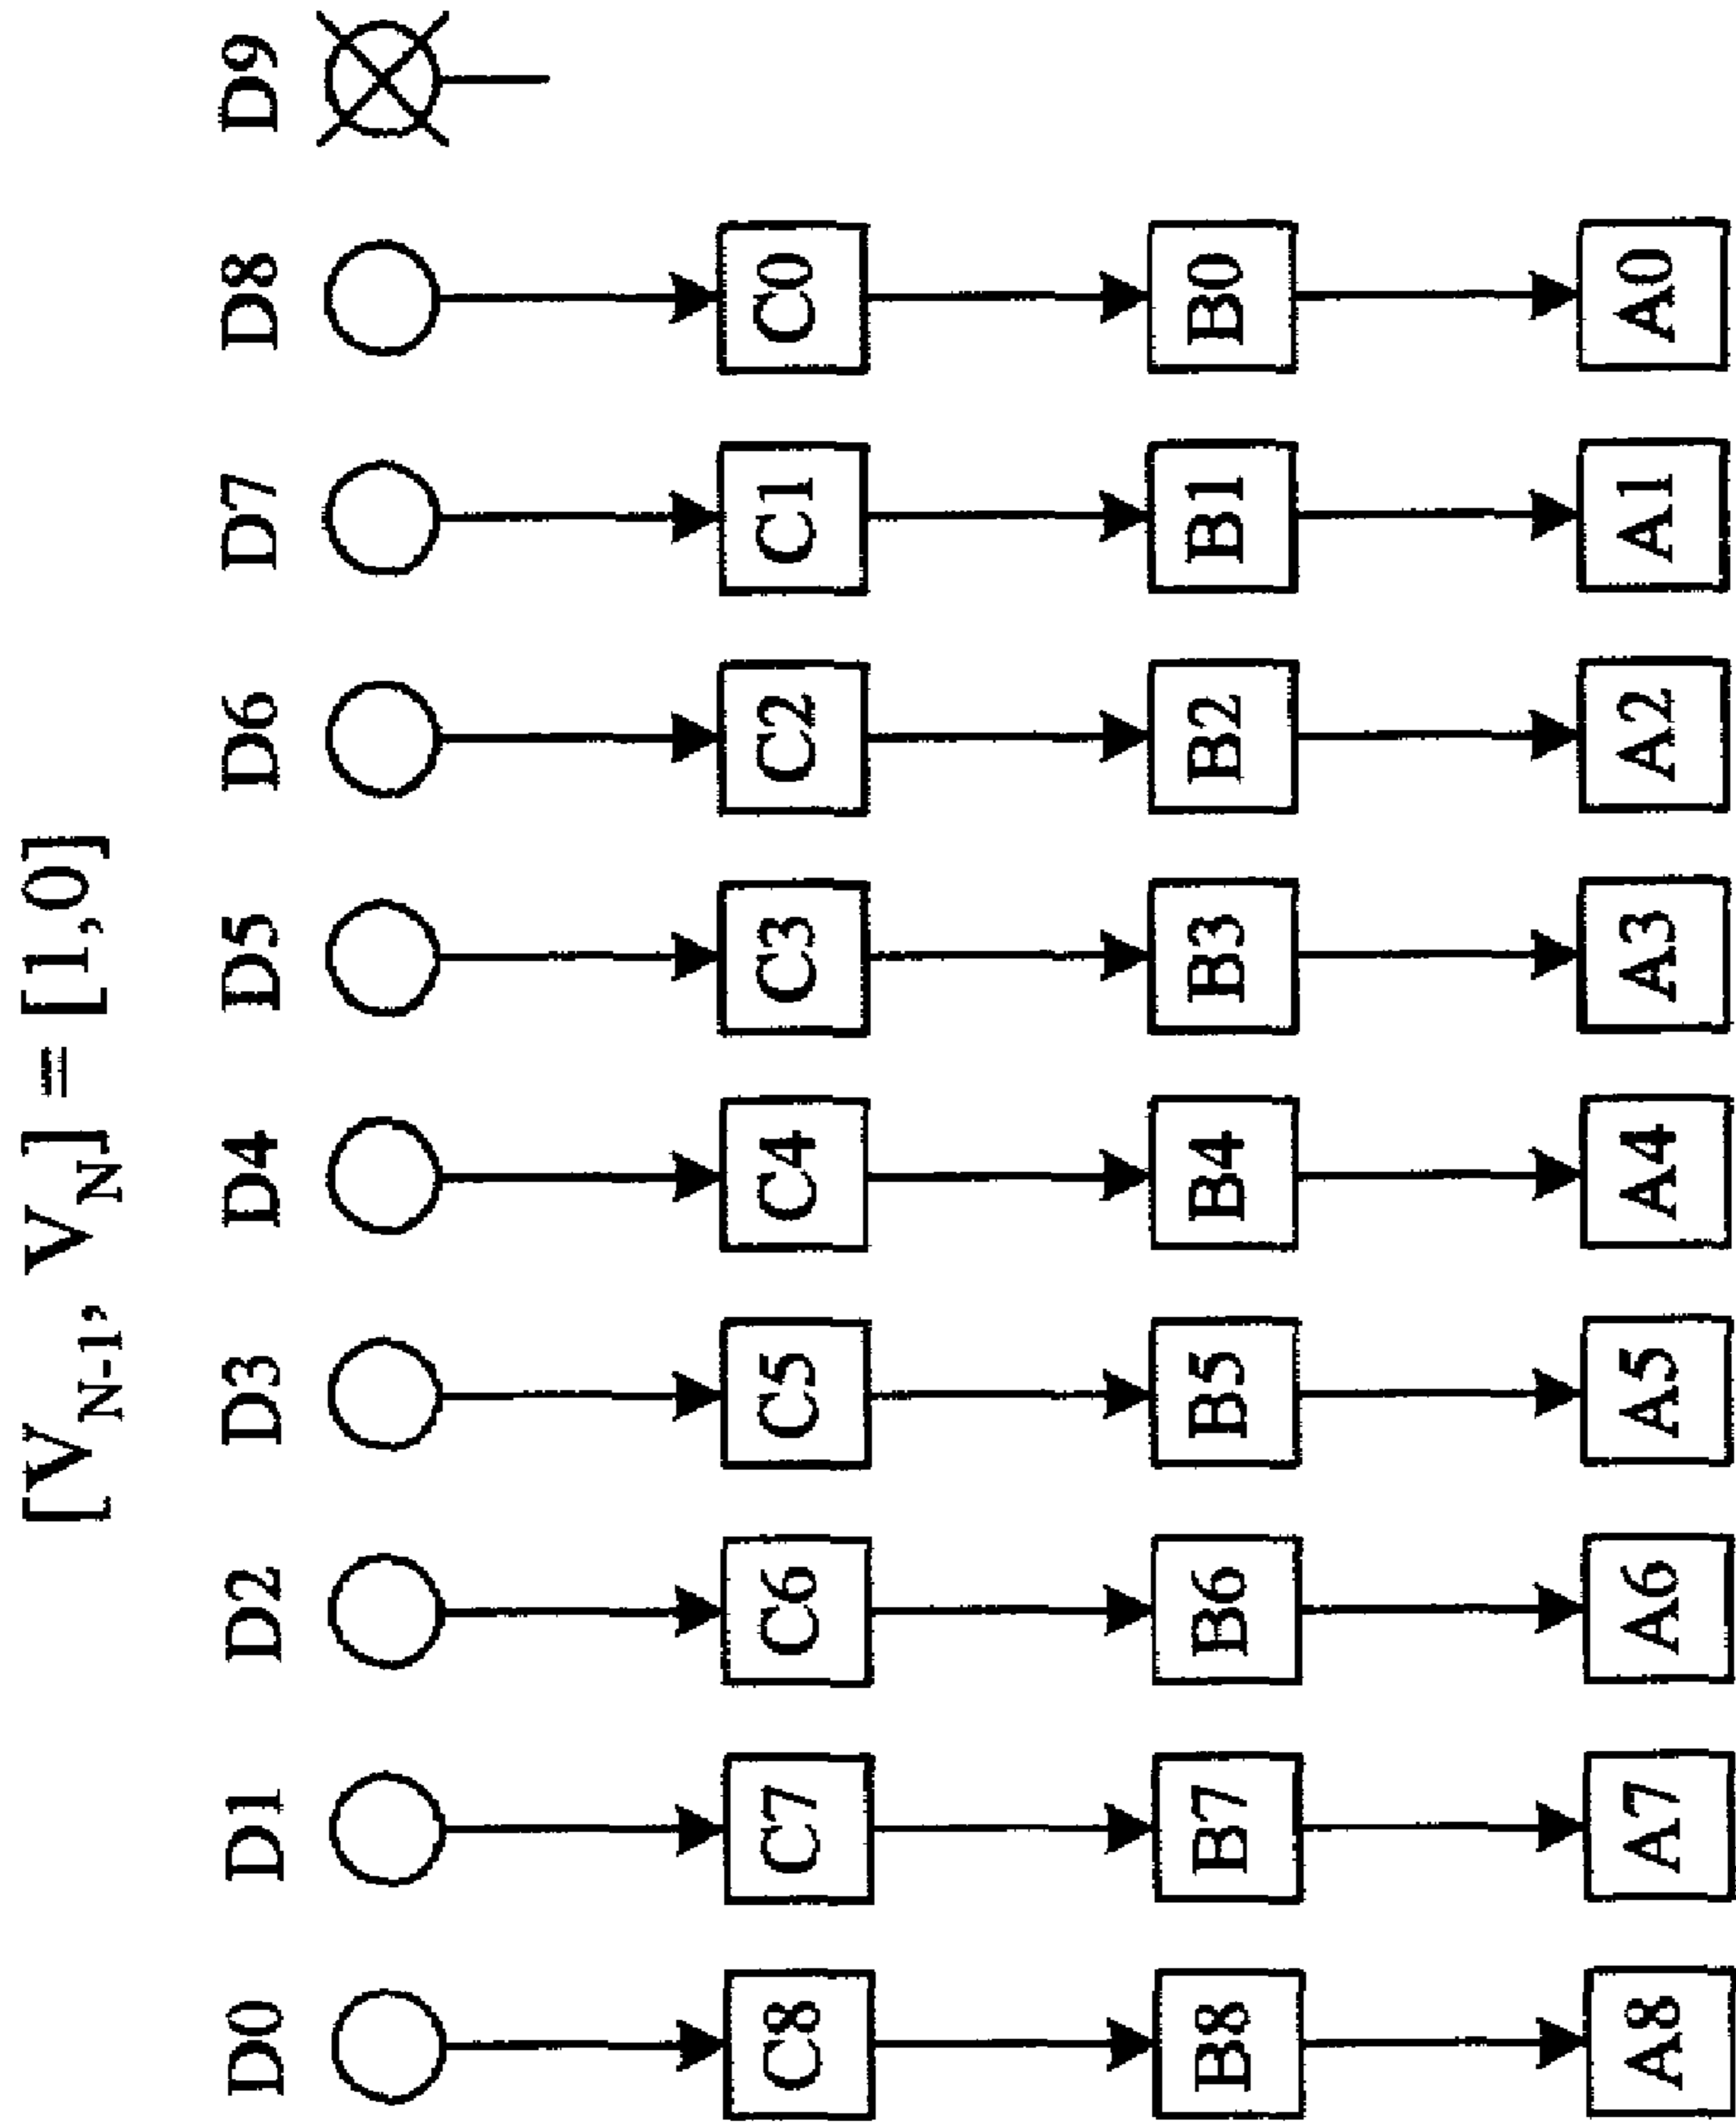 [V_N-1, V_N] = [1,0]
D0 D1 D2 D3 D4 D5 D6 D7 D8 D9
C8 C7 C6 C5 C4 C3 C2 C1 C0
B8 B7 B6 B5 B4 B3 B2 B1 B0
A8 A7 A6 A5 A4 A3 A2 A1 A0